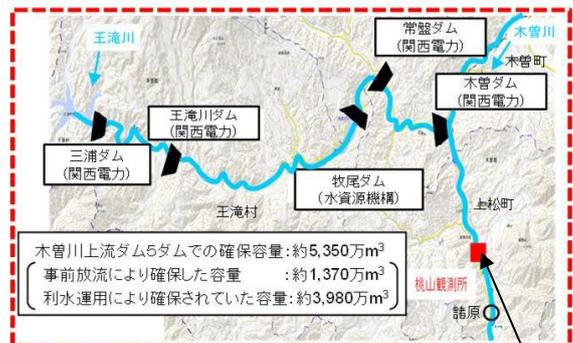 常盤ダム
(関西電力)
木曽川
王滝川
木曽町
木曽ダム
(関西電力)
王滝川ダム
(関西電力)
三浦ダム
(関西電力)
牧尾ダム
(水資源機構)
王滝村
上松町
木曽川上流ダム5ダムでの確保容量:約5,350万m³
事前放流により確保した容量 :約1,370万m³
利水運用により確保されていた容量:約3,980万m³
桃山観測所
諸原